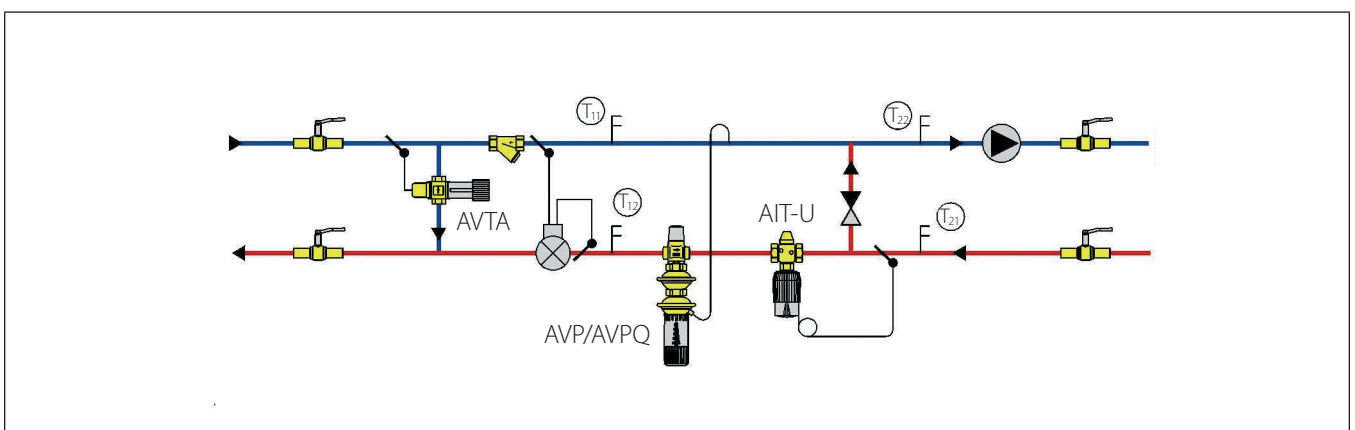 T₁₁
T₂₂
AVTA
T₁₂
AIT-U
T₂₁
AVP/AVPQ